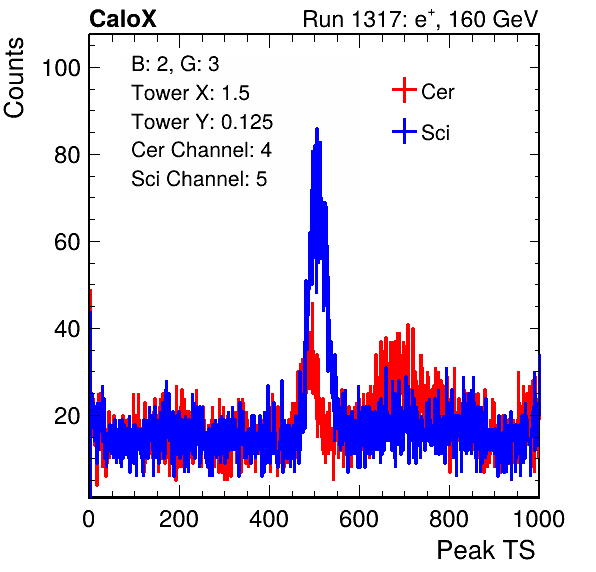 CaloX
Run 1317: e+, 160 GeV
Counts
B: 2, G: 3
Tower X: 1.5
Tower Y: 0.125
Cer Channel: 4
Sci Channel: 5
Cer
Sci
100
80
60
40
20
0 200 400 600 800 1000
Peak TS